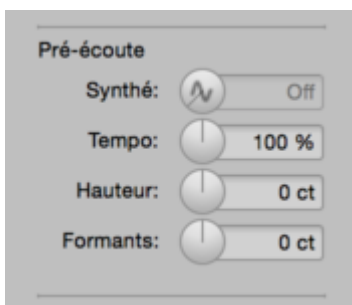 Pré-écoute
Synthé: Off
Tempo: 100 %
Hauteur: 0 ct
Formants: 0 ct